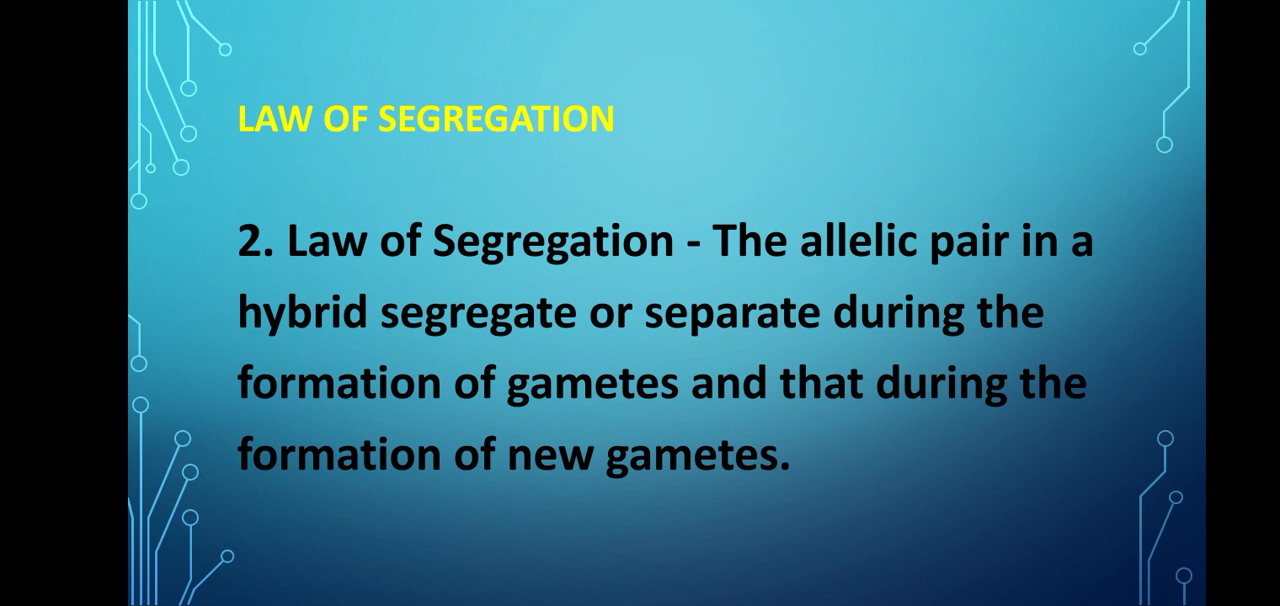 LAW OF SEGREGATION
2. Law of Segregation - The allelic pair in a
hybrid segregate or separate during the
formation of gametes and that during the
formation of new gametes.